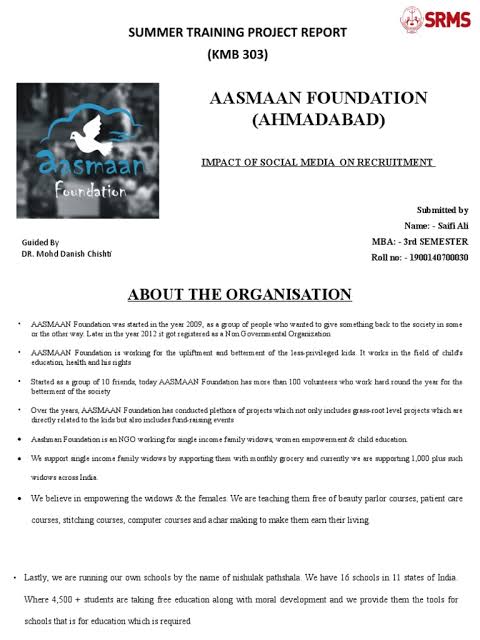 SRMS
SUMMER TRAINING PROJECT REPORT
(KMB 303)
aasmaan
Foundation
AASMAAN FOUNDATION
(AHMADABAD)
IMPACT OF SOCIAL MEDIA ON RECRUITMENT
Submitted by
Name: - Saifi Ali
MBA: - 3rd SEMESTER
Roll no: - 1900140700030
Guided By
DR. Mohd Danish Chishti
ABOUT THE ORGANISATION
• AASMAAN Foundation was started in the year 2009, as a group of people who wanted to give something back to the society in some
or the other way. Later in the year 2012 it got registered as a Non Governmental Organization
• AASMAAN Foundation is working for the upliftment and betterment of the less-privileged kids. It works in the field of child's
education, health and his rights
• Started as a group of 10 friends, today AASMAAN Foundation has more than 100 volunteers who work hard round the year for the
betterment of the society
• Over the years, AASMAAN Foundation has conducted plethora of projects which not only includes grass-root level projects which are
directly related to the kids but also includes fund-raising events
• Aashman Foundation is an NGO working for single income family widows, women empowerment & child education.
• We support single income family widows by supporting them with monthly grocery and currently we are supporting 1,000 plus such
widows across India.
• We believe in empowering the widows & the females. We are teaching them free of beauty parlor courses, patient care
courses, stitching courses, computer courses and achar making to make them earn their living.
• Lastly, we are running our own schools by the name of nishulak pathshala. We have 16 schools in 11 states of India.
Where 4,500 + students are taking free education along with moral development and we provide them the tools for
schools that is for education which is required